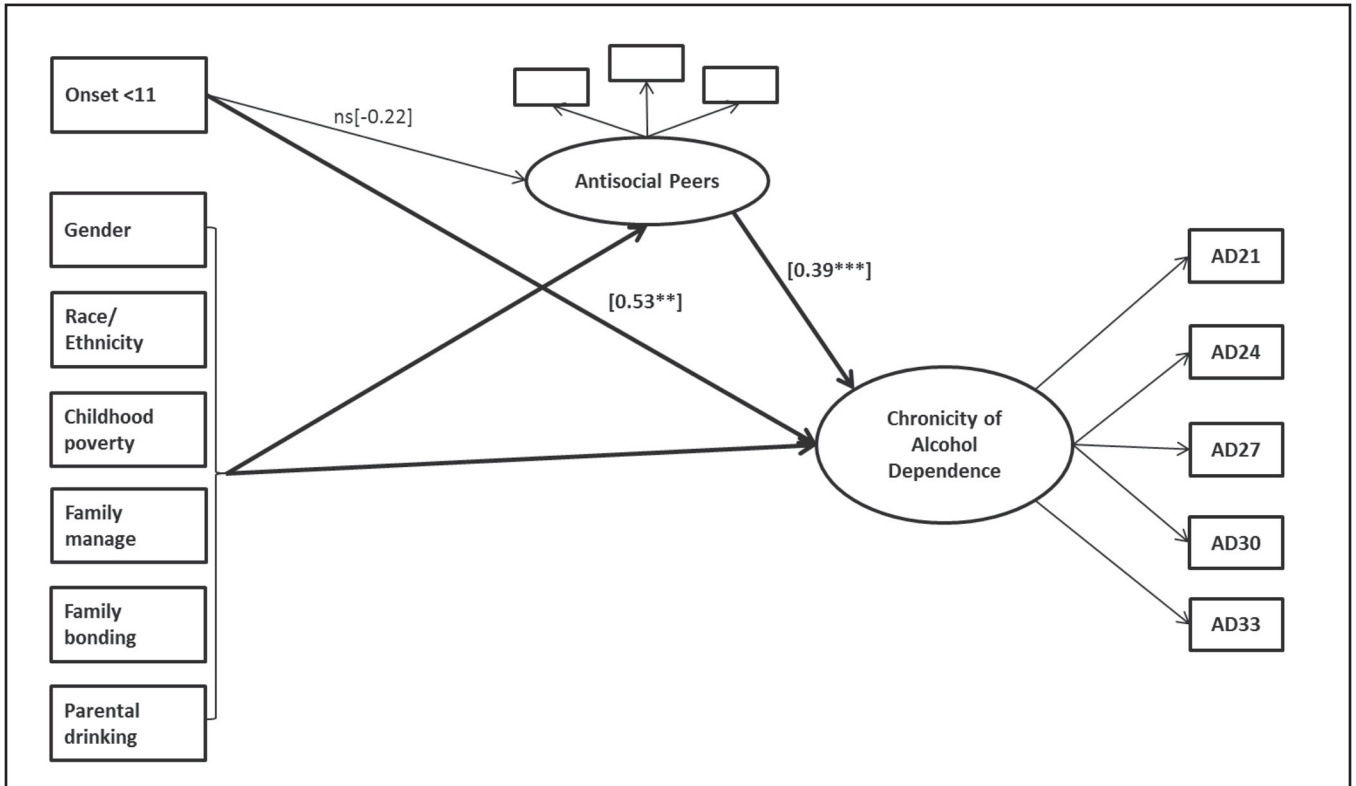 Onset <11
ns[-0.22]
Antisocial Peers
Gender
[0.39***]
AD21
[0.53**]
Race/
Ethnicity
AD24
Childhood
poverty
Chronicity of
Alcohol
Dependence
AD27
Family
manage
AD30
Family
bonding
AD33
Parental
drinking